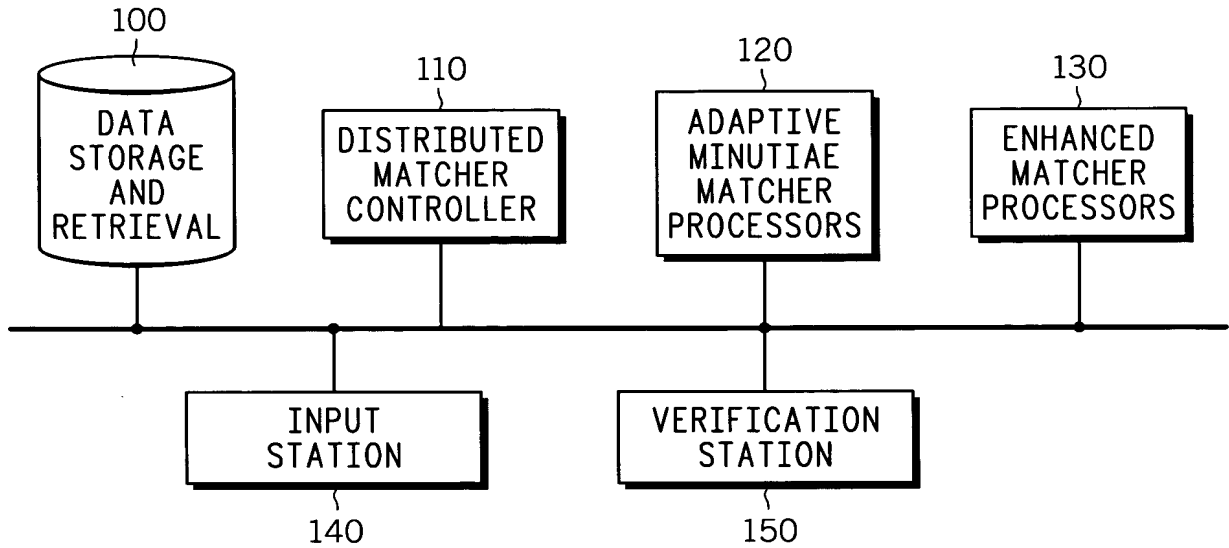 100
DATA
STORAGE
AND
RETRIEVAL
110
DISTRIBUTED
MATCHER
CONTROLLER
120
ADAPTIVE
MINUTIAE
MATCHER
PROCESSORS
130
ENHANCED
MATCHER
PROCESSORS
INPUT
STATION
140
VERIFICATION
STATION
150